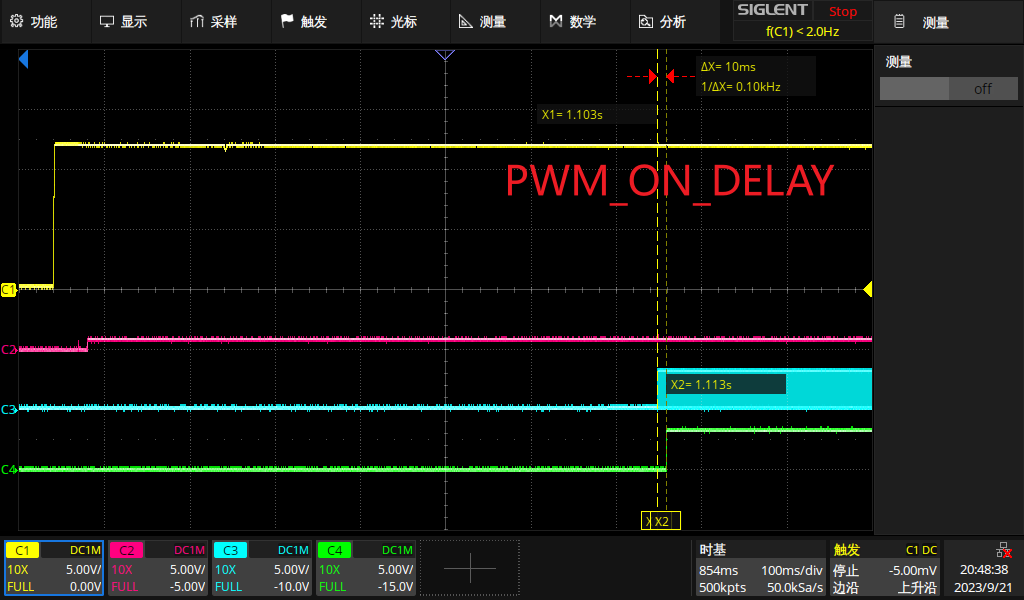 功能 显示 采样 触发 光标 测量 数学 分析
SIGLENT Stop
f(C1) < 2.0Hz
测量
测量
off
ΔX= 10ms
1/ΔX= 0.10kHz
X1= 1.103s
PWM_ON_DELAY
C1
C2
X2= 1.113s
C3
C4
X X2
C1 DC1M
10X 5.00V/
FULL 0.00V
C2 DC1M
10X 5.00V/
FULL -5.00V
C3 DC1M
10X 5.00V/
FULL -10.0V
C4 DC1M
10X 5.00V/
FULL -15.0V
时基
854ms 100ms/div
500kpts 50.0kSa/s
触发 C1 DC
停止 -5.00mV
边沿 上升沿
20:48:38
2023/9/21